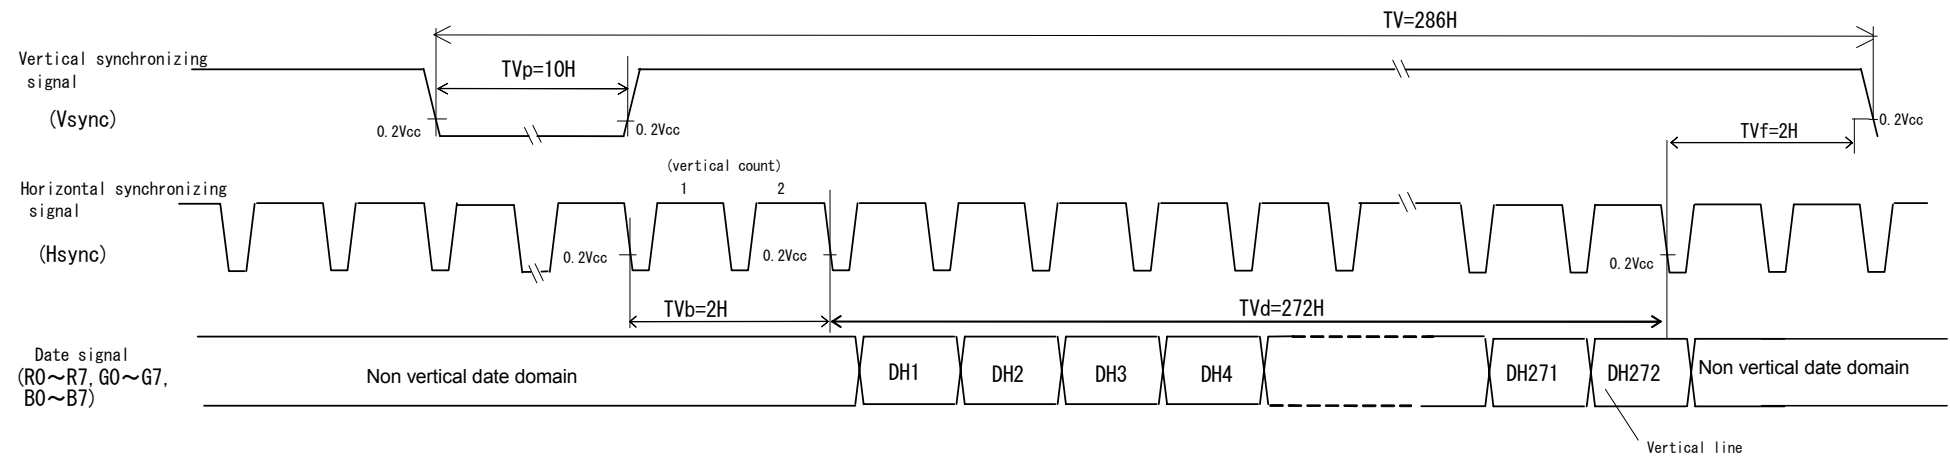 TV=286H
Vertical synchronizing
signal
(Vsync)
TVp=10H
0.2Vcc
0.2Vcc
0.2Vcc
TVf=2H
(vertical count)
1 2
Horizontal synchronizing
signal
(Hsync)
0.2Vcc
0.2Vcc
0.2Vcc
TVb=2H
TVd=272H
Date signal
(R0～R7,G0～G7,
B0～B7)
Non vertical date domain
DH1
DH2
DH3
DH4
DH271
DH272
Non vertical date domain
Vertical line